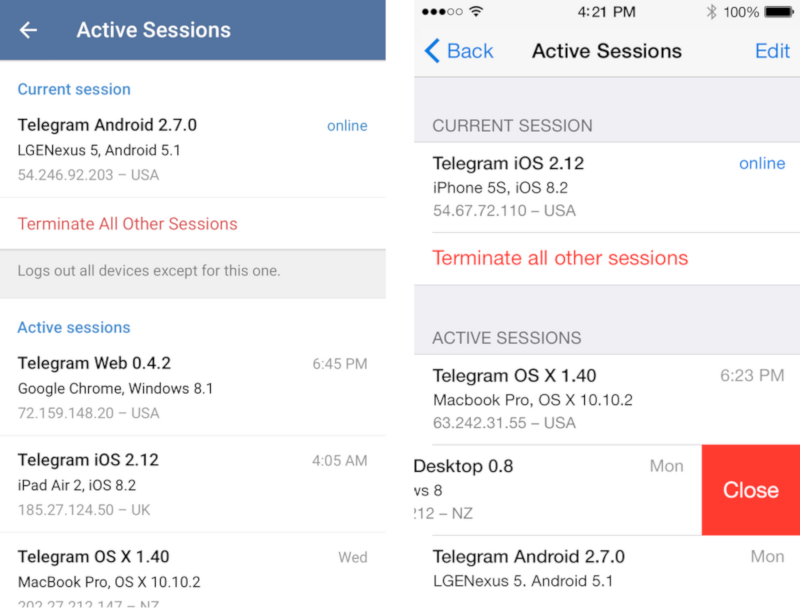 Active Sessions
Current session
Telegram Android 2.7.0 online
LGENexus 5, Android 5.1
54.246.92.203 – USA
Terminate All Other Sessions
Logs out all devices except for this one.
Active sessions
Telegram Web 0.4.2 6:45 PM
Google Chrome, Windows 8.1
72.159.148.20 – USA
Telegram iOS 2.12 4:05 AM
iPad Air 2, iOS 8.2
185.27.124.50 – UK
Telegram OS X 1.40 Wed
MacBook Pro, OS X 10.10.2
202.27.212.147 – NZ
4:21 PM 100%
Back Active Sessions Edit
CURRENT SESSION
Telegram iOS 2.12 online
iPhone 5S, iOS 8.2
54.67.72.110 – USA
Terminate all other sessions
ACTIVE SESSIONS
Telegram OS X 1.40 6:23 PM
Macbook Pro, OS X 10.10.2
63.242.31.55 – USA
Desktop 0.8 Mon
ws 8
212 – NZ
Close
Telegram Android 2.7.0 Mon
LGENexus 5. Android 5.1